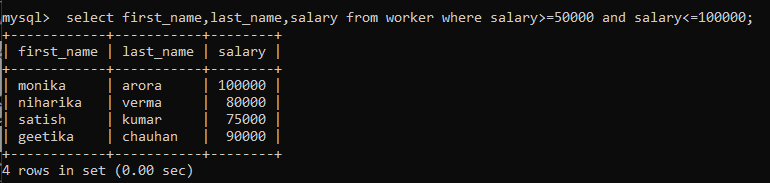 mysql>  select first_name,last_name,salary from worker where salary>=50000 and salary<=100000;
+------------+-----------+--------+
| first_name | last_name | salary |
+------------+-----------+--------+
| monika     | arora     | 100000 |
| niharika   | verma     |  80000 |
| satish     | kumar     |  75000 |
| geetika    | chauhan   |  90000 |
+------------+-----------+--------+
4 rows in set (0.00 sec)